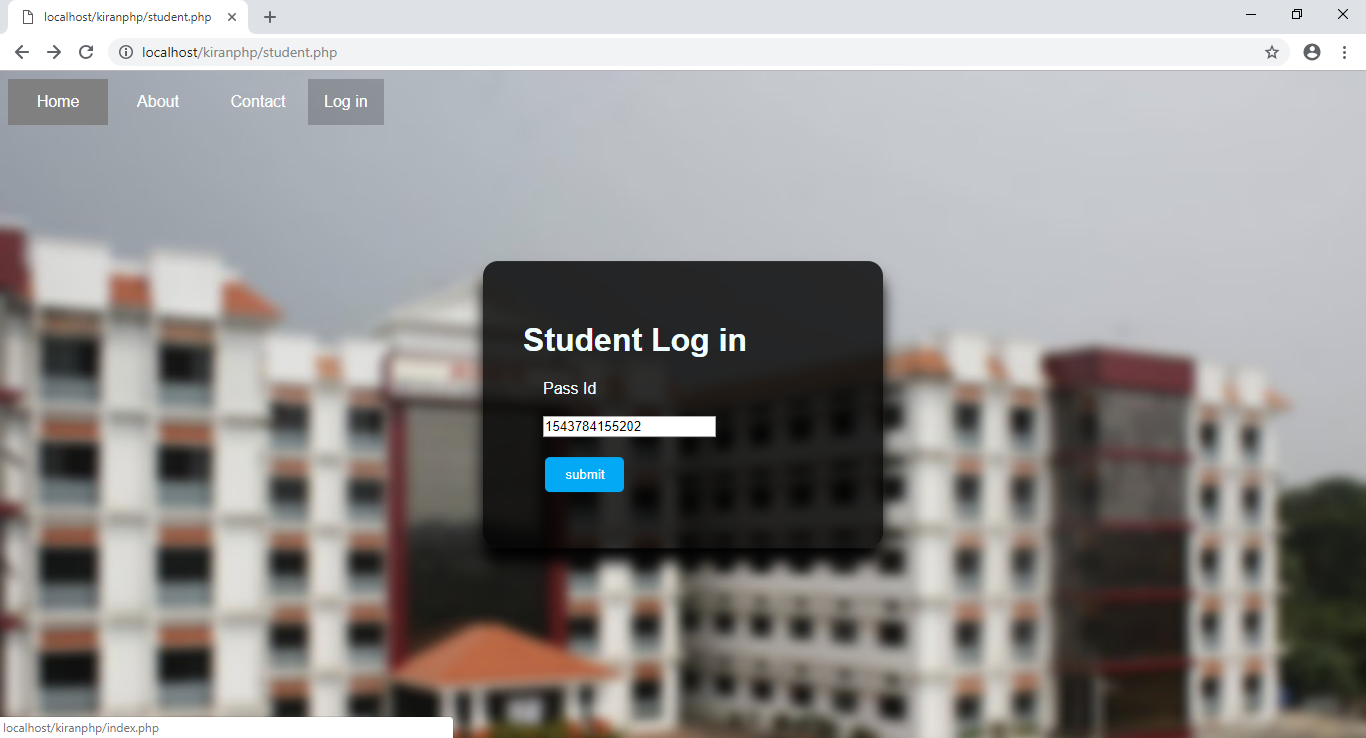 localhost/kiranphp/student.php
localhost/kiranphp/student.php
Home About Contact Log in
Student Log in
Pass Id
1543784155202
submit
localhost/kiranphp/index.php